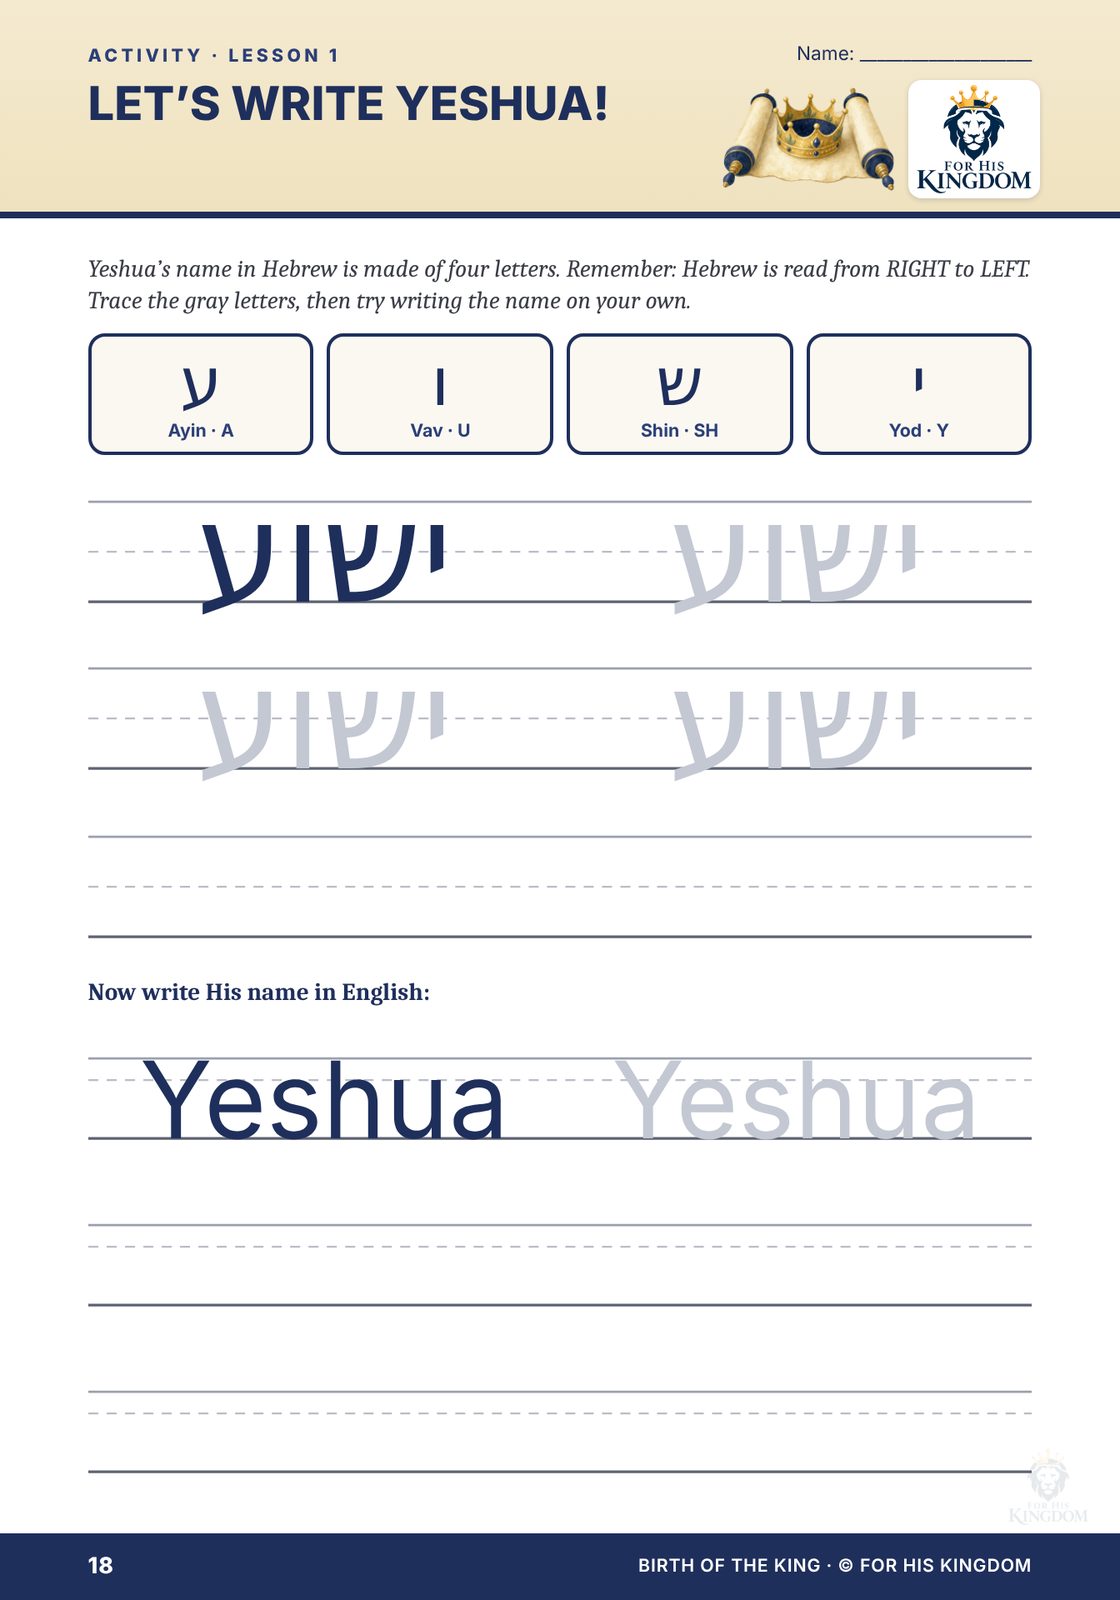 ACTIVITY · LESSON 1
Name: ________________
LET’S WRITE YESHUA!
FOR HIS
KINGDOM
Yeshua’s name in Hebrew is made of four letters. Remember: Hebrew is read from RIGHT to LEFT.
Trace the gray letters, then try writing the name on your own.
ע ו ש י
Ayin · A Vav · U Shin · SH Yod · Y
ישוע ישוע
ישוע ישוע
Now write His name in English:
Yeshua Yeshua
FOR HIS
KINGDOM
18 BIRTH OF THE KING · © FOR HIS KINGDOM